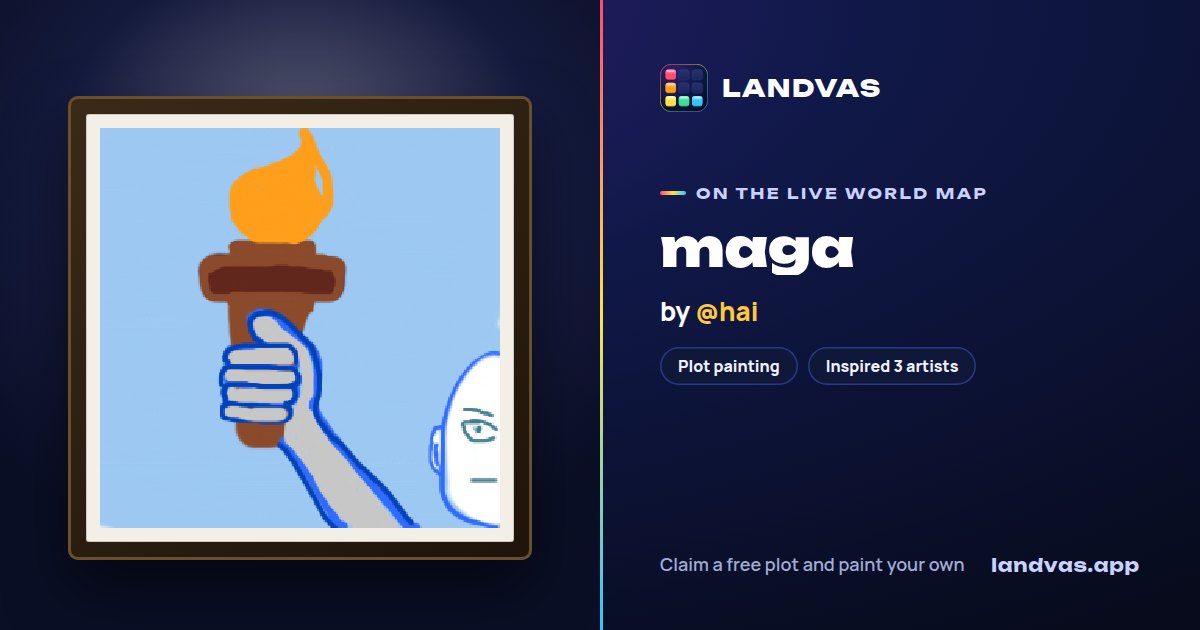 LANDVAS
ON THE LIVE WORLD MAP
maga
by @hai
Plot painting
Inspired 3 artists
Claim a free plot and paint your own
landvas.app